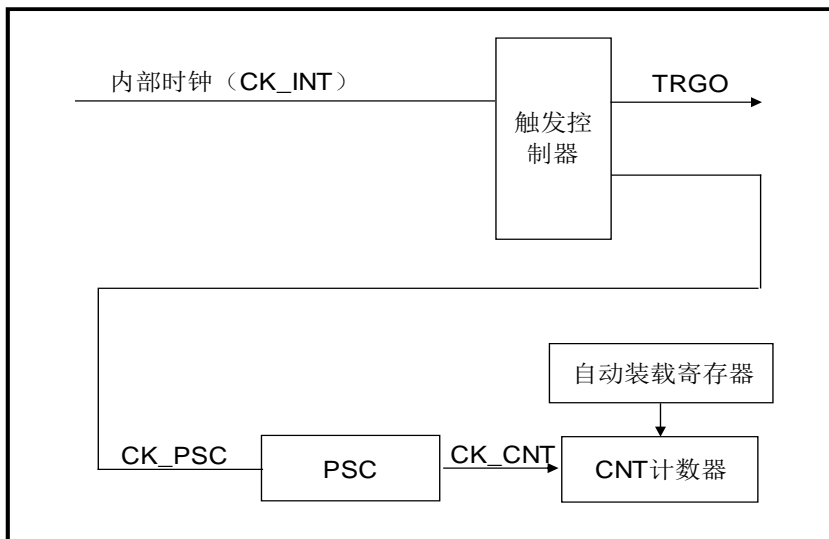 内部时钟（CK_INT）
TRGO
触发控
制器
自动装载寄存器
CK_PSC
PSC
CK_CNT
CNT计数器